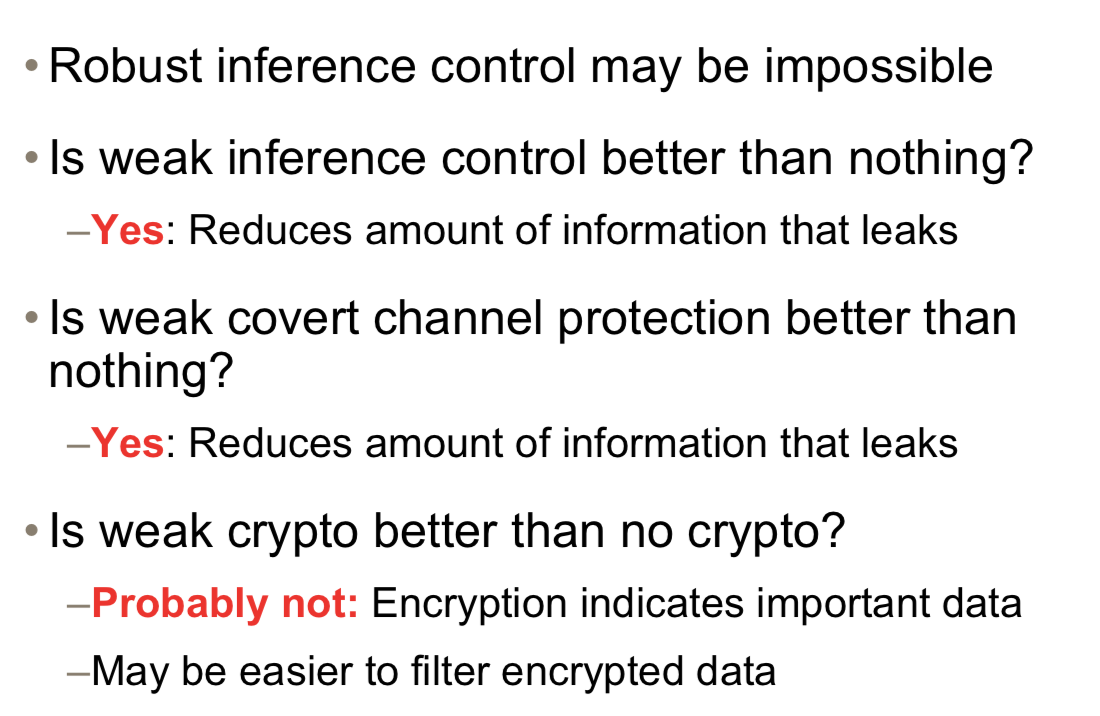 • Robust inference control may be impossible
• Is weak inference control better than nothing?
–Yes: Reduces amount of information that leaks
• Is weak covert channel protection better than
nothing?
–Yes: Reduces amount of information that leaks
• Is weak crypto better than no crypto?
–Probably not: Encryption indicates important data
–May be easier to filter encrypted data